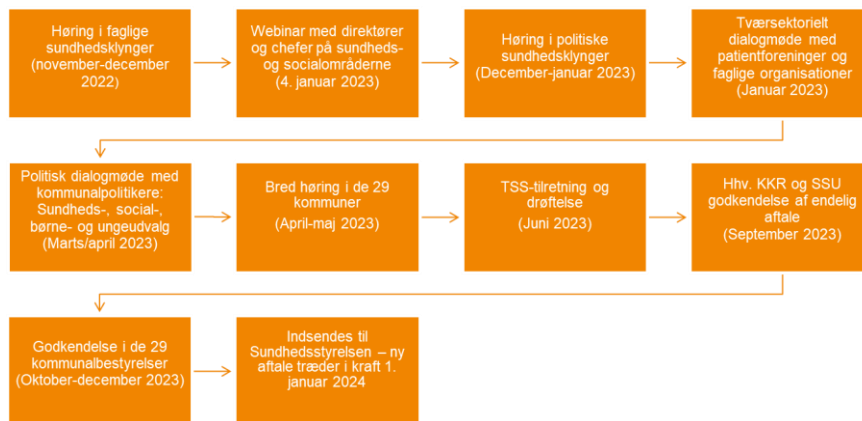 Høring i faglige
sundhedsklynger
(november-december
2022)
Webinar med direktører
og chefer på sundheds-
og socialområderne
(4. januar 2023)
Høring i politiske
sundhedsklynger
(December-januar 2023)
Tværsektorielt
dialogmøde med
patientforeninger og
faglige organisationer
(Januar 2023)
Politisk dialogmøde med
kommunalpolitikere:
Sundheds-, social-,
børne- og ungeudvalg
(Marts/april 2023)
Bred høring i de 29
kommuner
(April-maj 2023)
TSS-tilretning og
drøftelse
(Juni 2023)
Hhv. KKR og SSU
godkendelse af endelig
aftale
(September 2023)
Godkendelse i de 29
kommunalbestyrelser
(Oktober-december 2023)
Indsendes til
Sundhedsstyrelsen – ny
aftale træder i kraft 1.
januar 2024